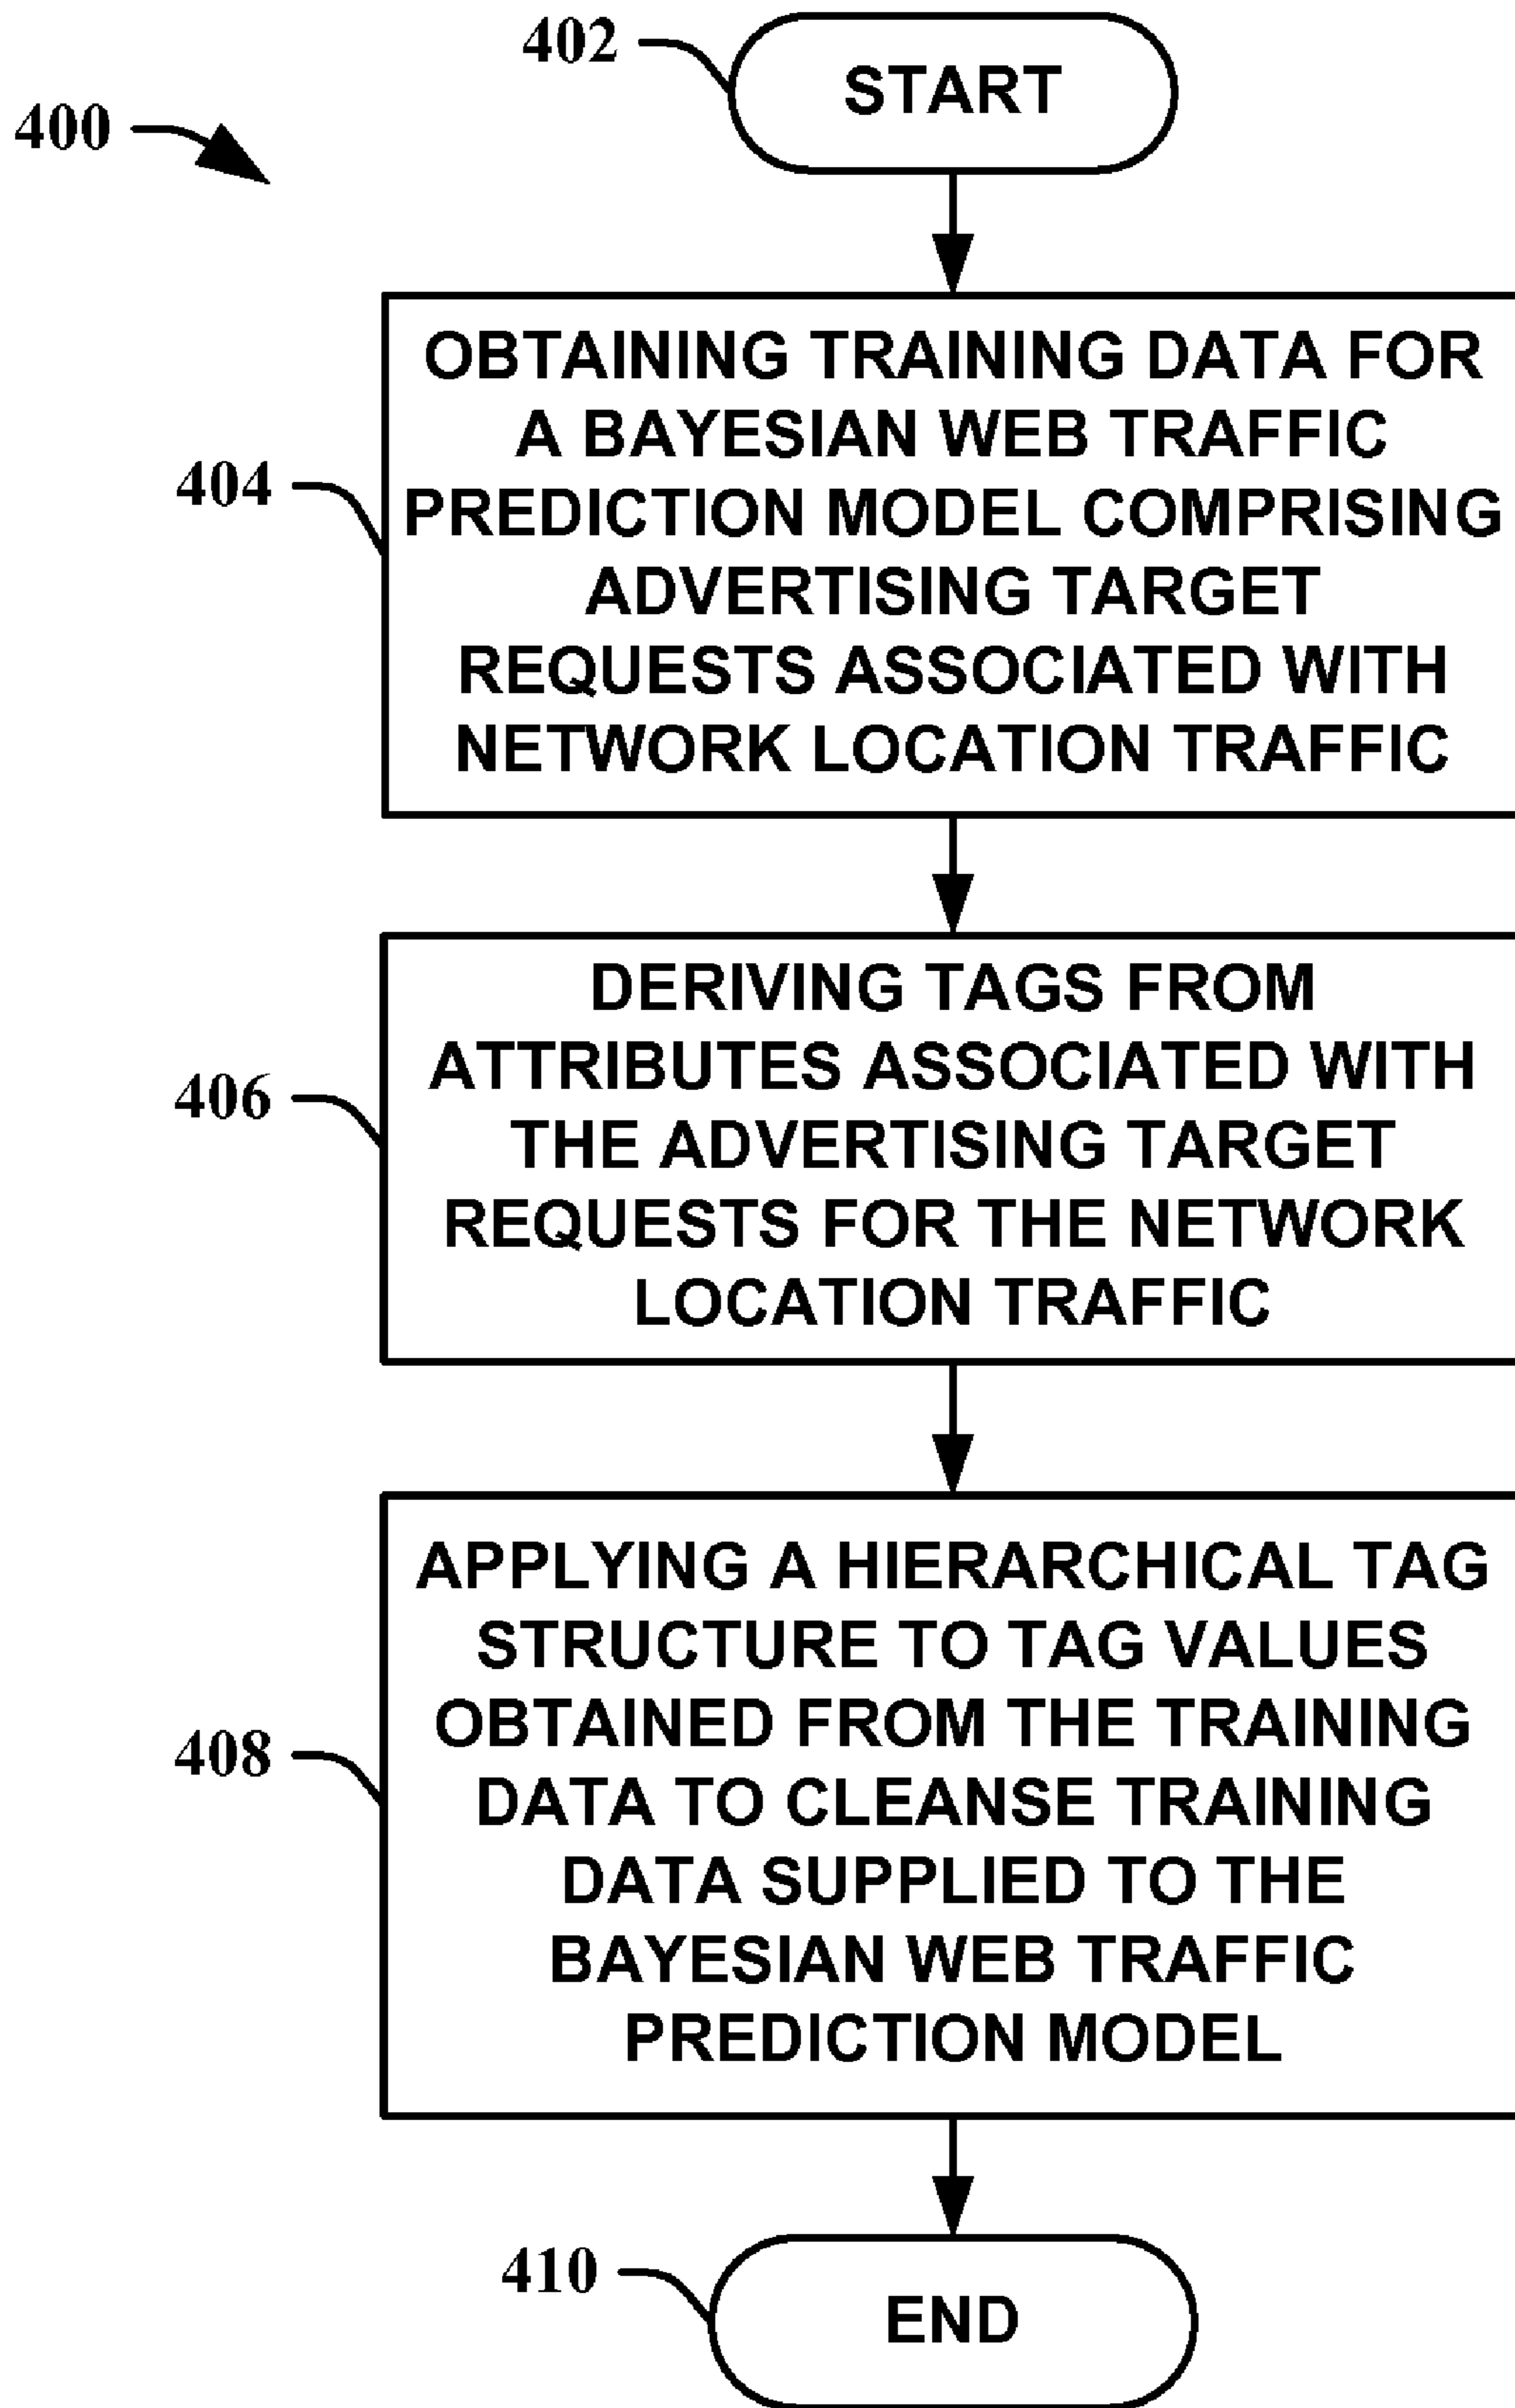 402
START
400
404
OBTAINING TRAINING DATA FOR
A BAYESIAN WEB TRAFFIC
PREDICTION MODEL COMPRISING
ADVERTISING TARGET
REQUESTS ASSOCIATED WITH
NETWORK LOCATION TRAFFIC
406
DERIVING TAGS FROM
ATTRIBUTES ASSOCIATED WITH
THE ADVERTISING TARGET
REQUESTS FOR THE NETWORK
LOCATION TRAFFIC
408
APPLYING A HIERARCHICAL TAG
STRUCTURE TO TAG VALUES
OBTAINED FROM THE TRAINING
DATA TO CLEANSE TRAINING
DATA SUPPLIED TO THE
BAYESIAN WEB TRAFFIC
PREDICTION MODEL
410
END